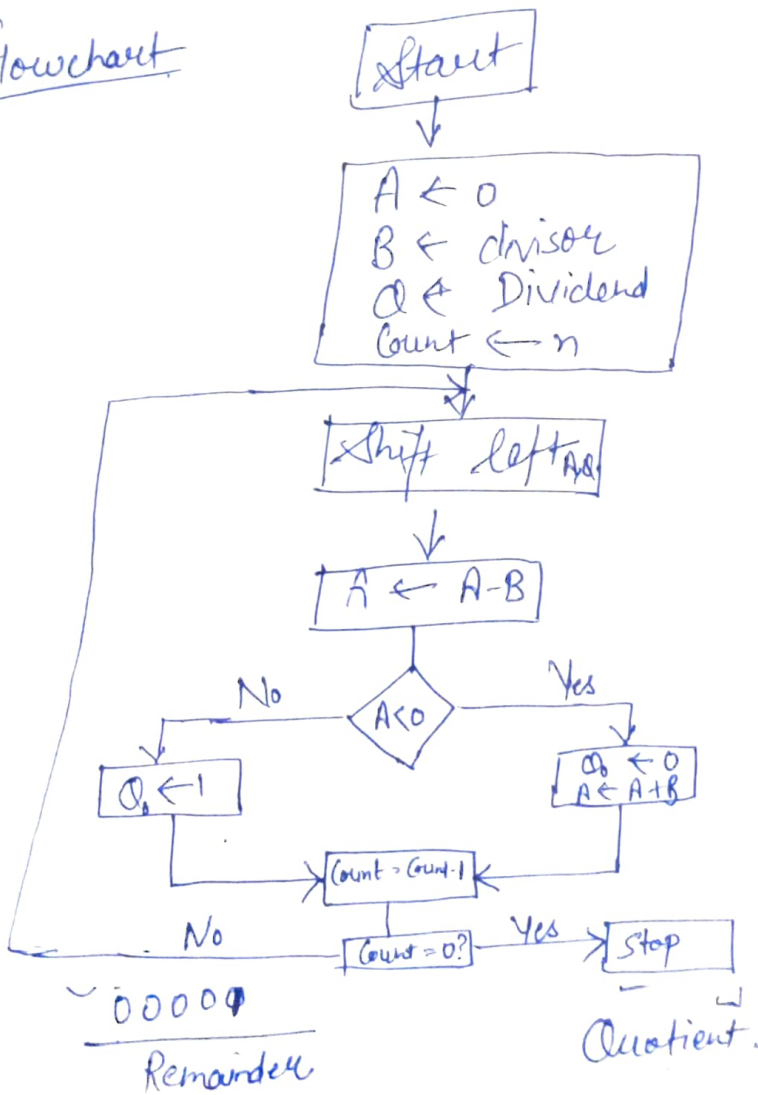 lowchart
Start
A ← 0
B ← divisor
Q ← Dividend
Count ← n
Shift left A,Q
A ← A-B
No
A<0
Yes
Q₀ ←1
Q₀ ← 0
A ← A+B
Count = Count-1
No
Count = 0?
Yes
Stop
Remainder
Quotient.